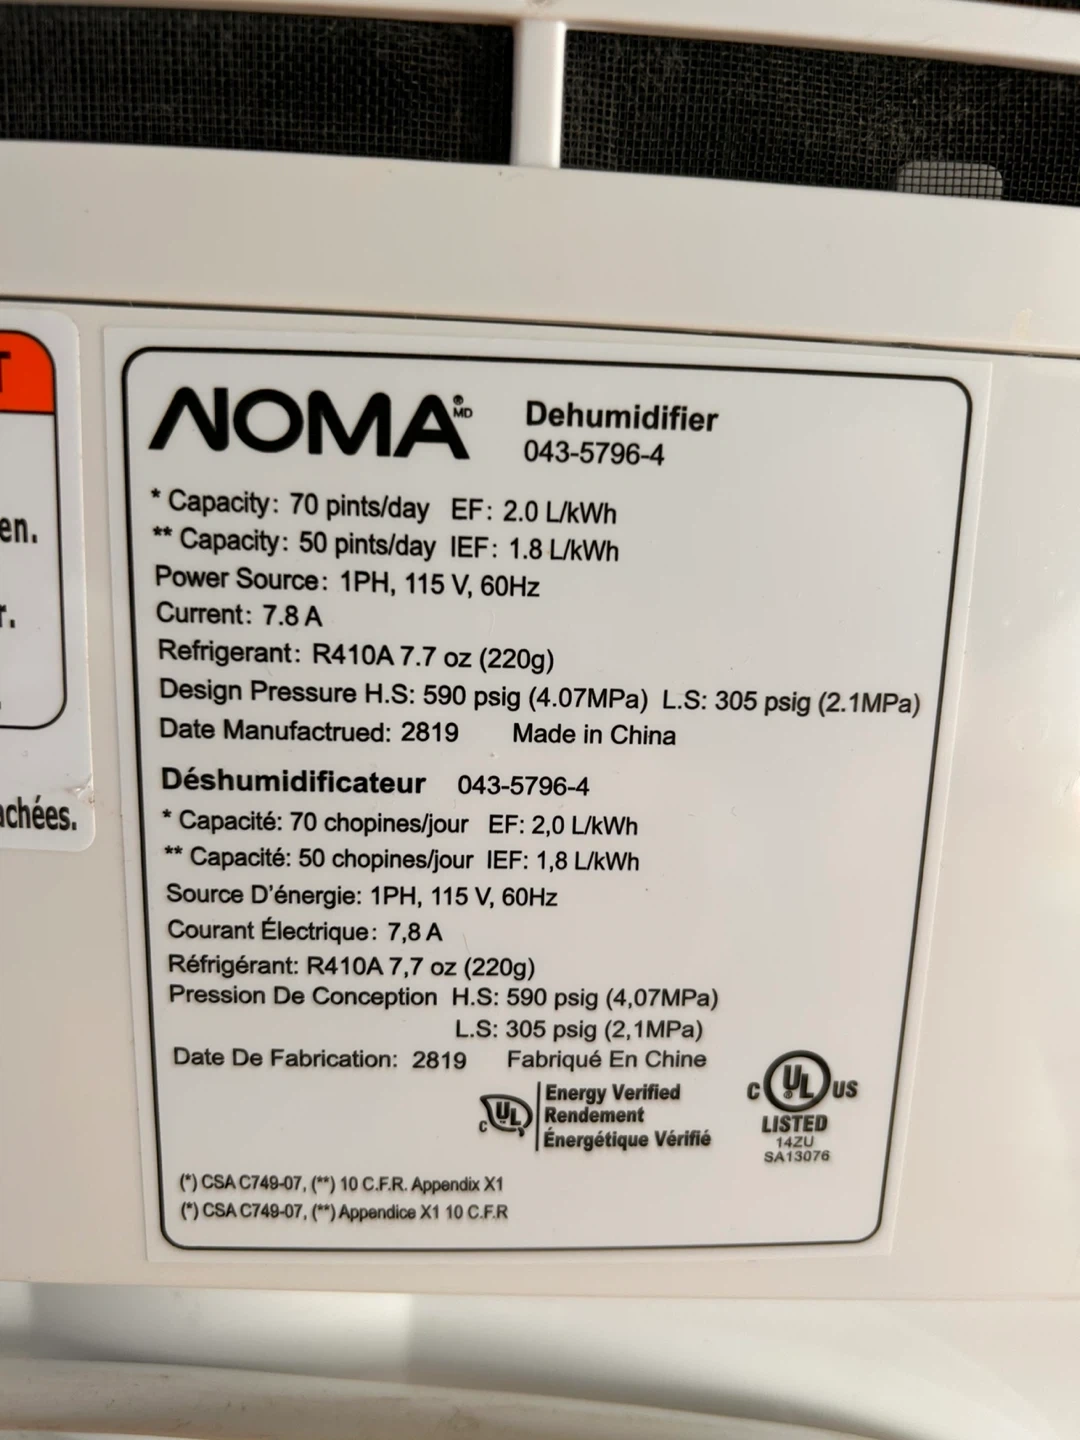 T
en.
r.
achées.
NOMA®MD
Dehumidifier
043-5796-4
* Capacity: 70 pints/day EF: 2.0 L/kWh
** Capacity: 50 pints/day IEF: 1.8 L/kWh
Power Source: 1PH, 115 V, 60Hz
Current: 7.8 A
Refrigerant: R410A 7.7 oz (220g)
Design Pressure H.S: 590 psig (4.07MPa) L.S: 305 psig (2.1MPa)
Date Manufactrued: 2819 Made in China
Déshumidificateur 043-5796-4
* Capacité: 70 chopines/jour EF: 2,0 L/kWh
** Capacité: 50 chopines/jour IEF: 1,8 L/kWh
Source D'énergie: 1PH, 115 V, 60Hz
Courant Électrique: 7,8 A
Réfrigérant: R410A 7,7 oz (220g)
Pression De Conception H.S: 590 psig (4,07MPa)
L.S: 305 psig (2,1MPa)
Date De Fabrication: 2819 Fabriqué En Chine
c UL Energy Verified
Rendement
Énergétique Vérifié
c UL ® US
LISTED
14ZU
SA13076
(*) CSA C749-07, (**) 10 C.F.R. Appendix X1
(*) CSA C749-07, (**) Appendice X1 10 C.F.R